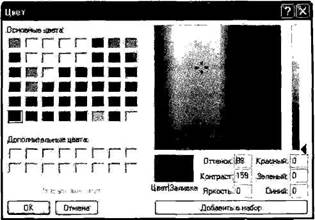 Цвет
Основные цвета:
Дополнительные цвета:
Оттенок: Красный: 0
Контраст: 159 Зеленый: 0
Цвет|Заливка Яркость: 0 Синий: 0
ОК Отмена Добавить в набор